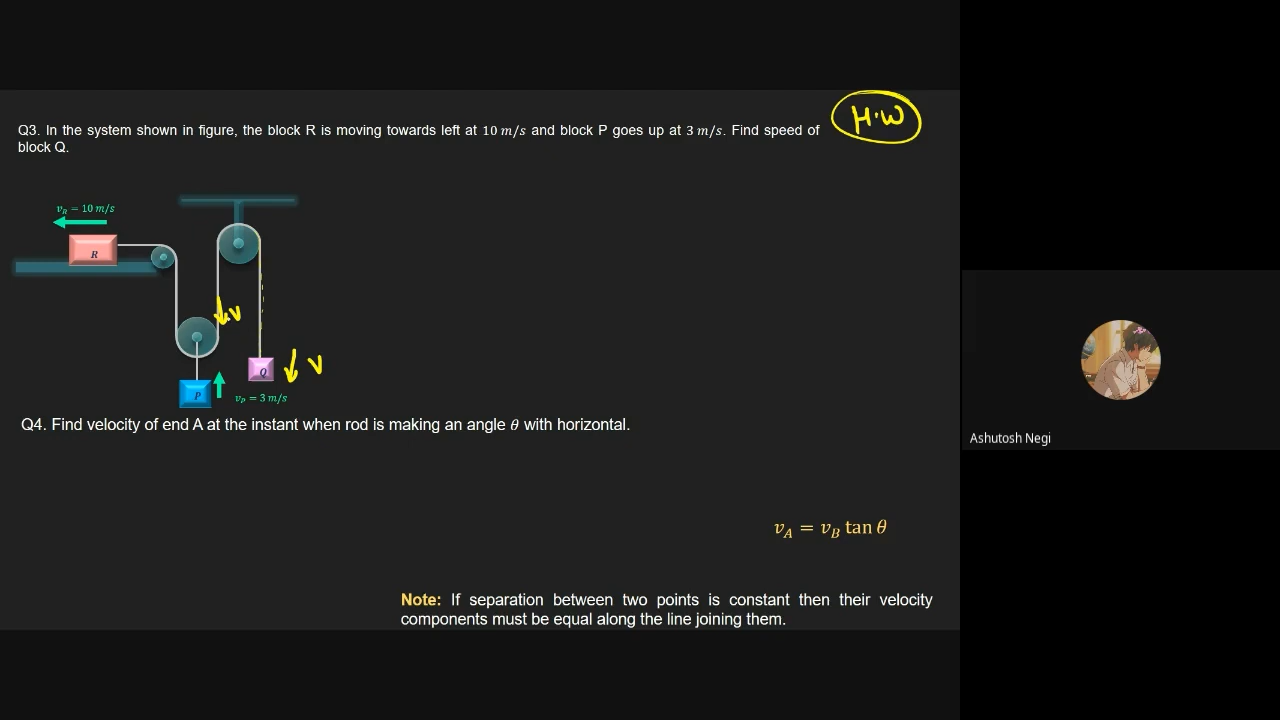 H.W
Q3. In the system shown in figure, the block R is moving towards left at 10 m/s and block P goes up at 3 m/s. Find speed of
block Q.
v_R = 10 m/s
R
v
Q
v
P
v_P = 3 m/s
Q4. Find velocity of end A at the instant when rod is making an angle θ with horizontal.
Ashutosh Negi
v_A = v_B tan θ
Note: If separation between two points is constant then their velocity
components must be equal along the line joining them.